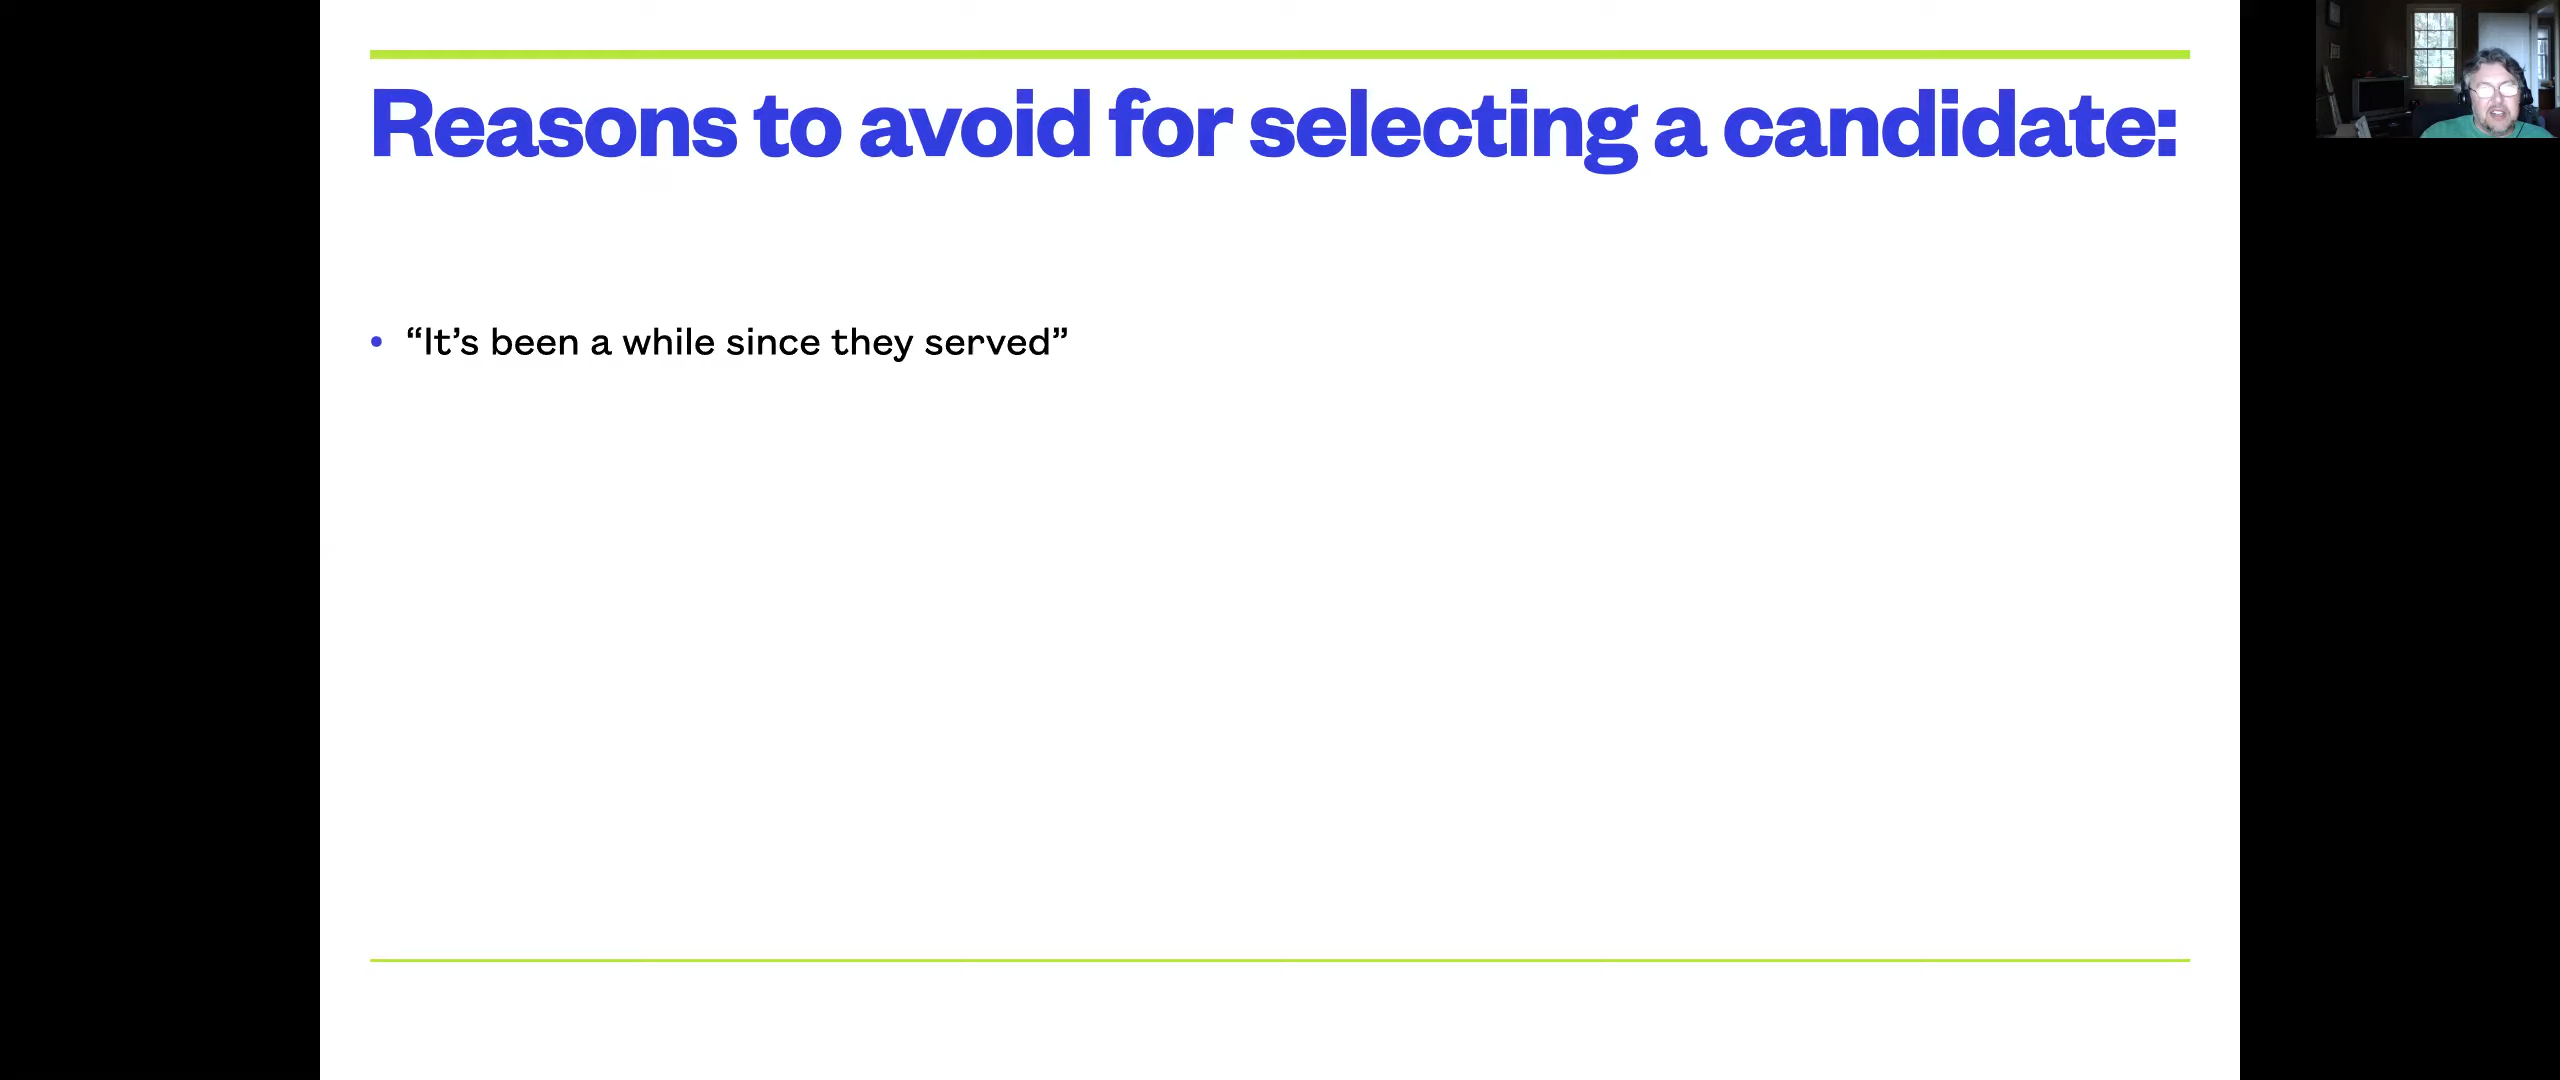 Reasons to avoid for selecting a candidate:
• “It’s been a while since they served”